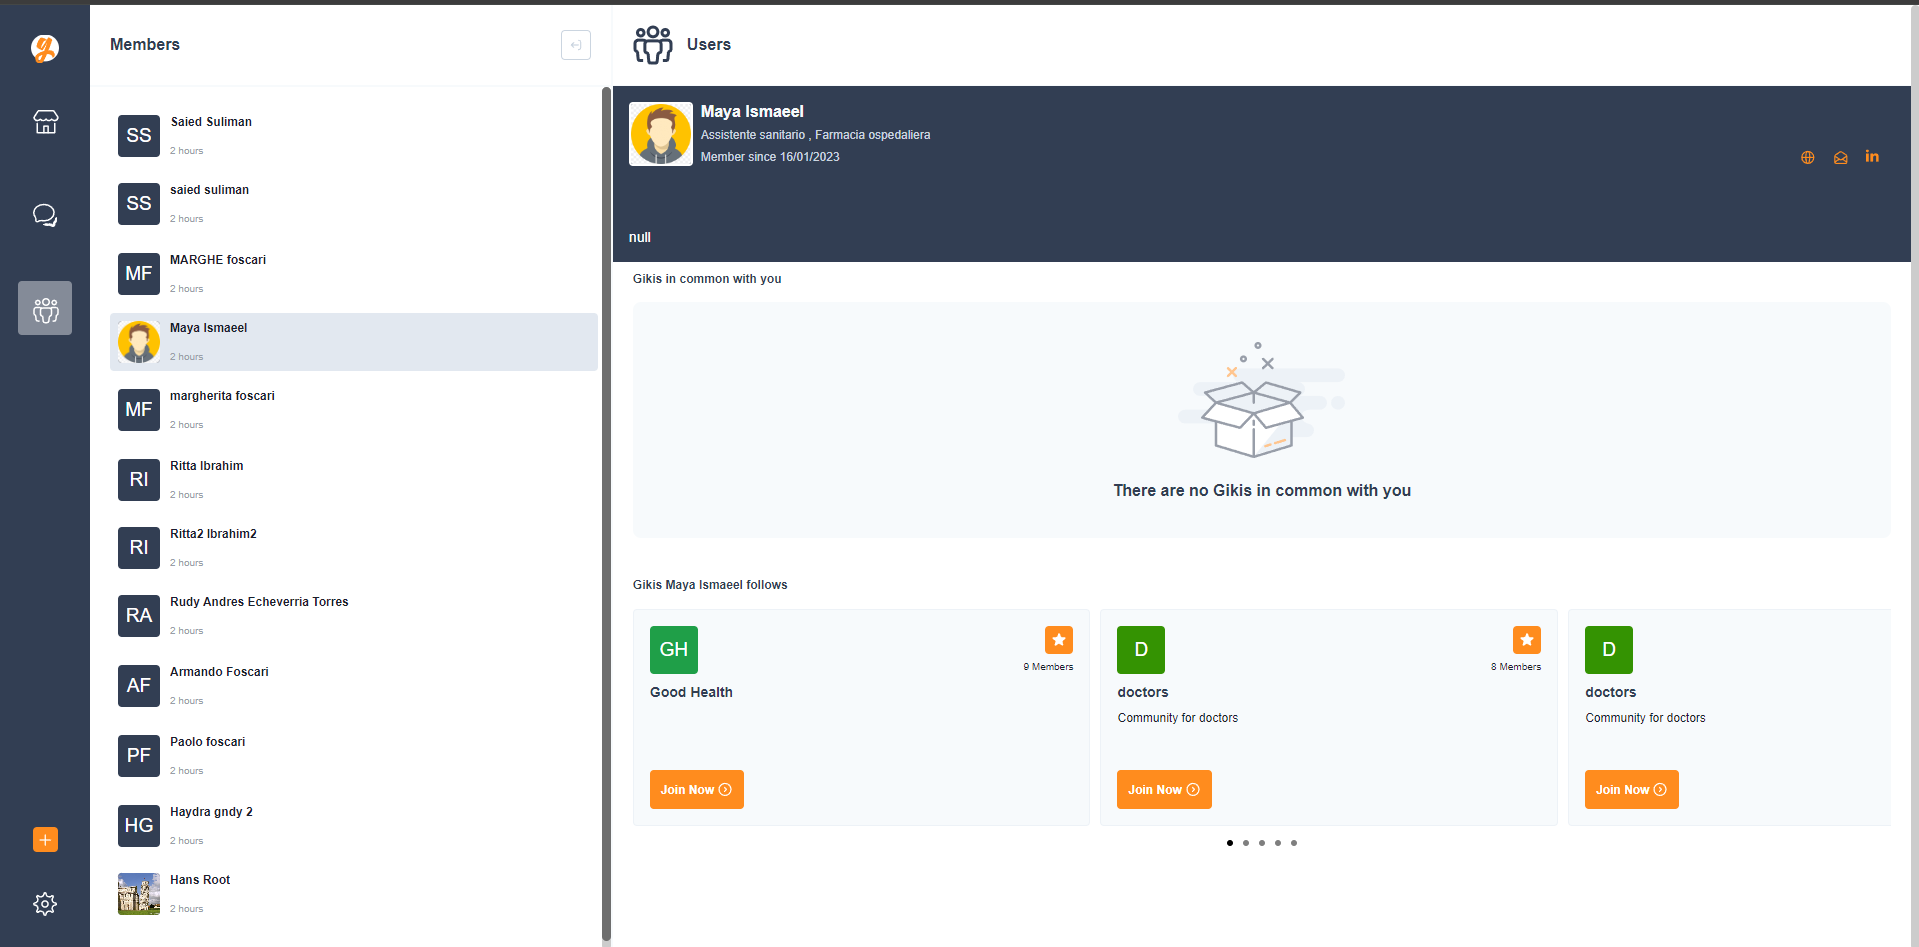 Members
SS
Saied Suliman
2 hours
SS
saied suliman
2 hours
MF
MARGHE foscari
2 hours
Maya Ismaeel
2 hours
MF
margherita foscari
2 hours
RI
Ritta Ibrahim
2 hours
RI
Ritta2 Ibrahim2
2 hours
RA
Rudy Andres Echeverria Torres
2 hours
AF
Armando Foscari
2 hours
PF
Paolo foscari
2 hours
HG
Haydra gndy 2
2 hours
Hans Root
2 hours
Users
Maya Ismaeel
Assistente sanitario , Farmacia ospedaliera
Member since 16/01/2023
in
null
Gikis in common with you
There are no Gikis in common with you
Gikis Maya Ismaeel follows
GH
9 Members
Good Health
Join Now
D
8 Members
doctors
Community for doctors
Join Now
D
doctors
Community for doctors
Join Now